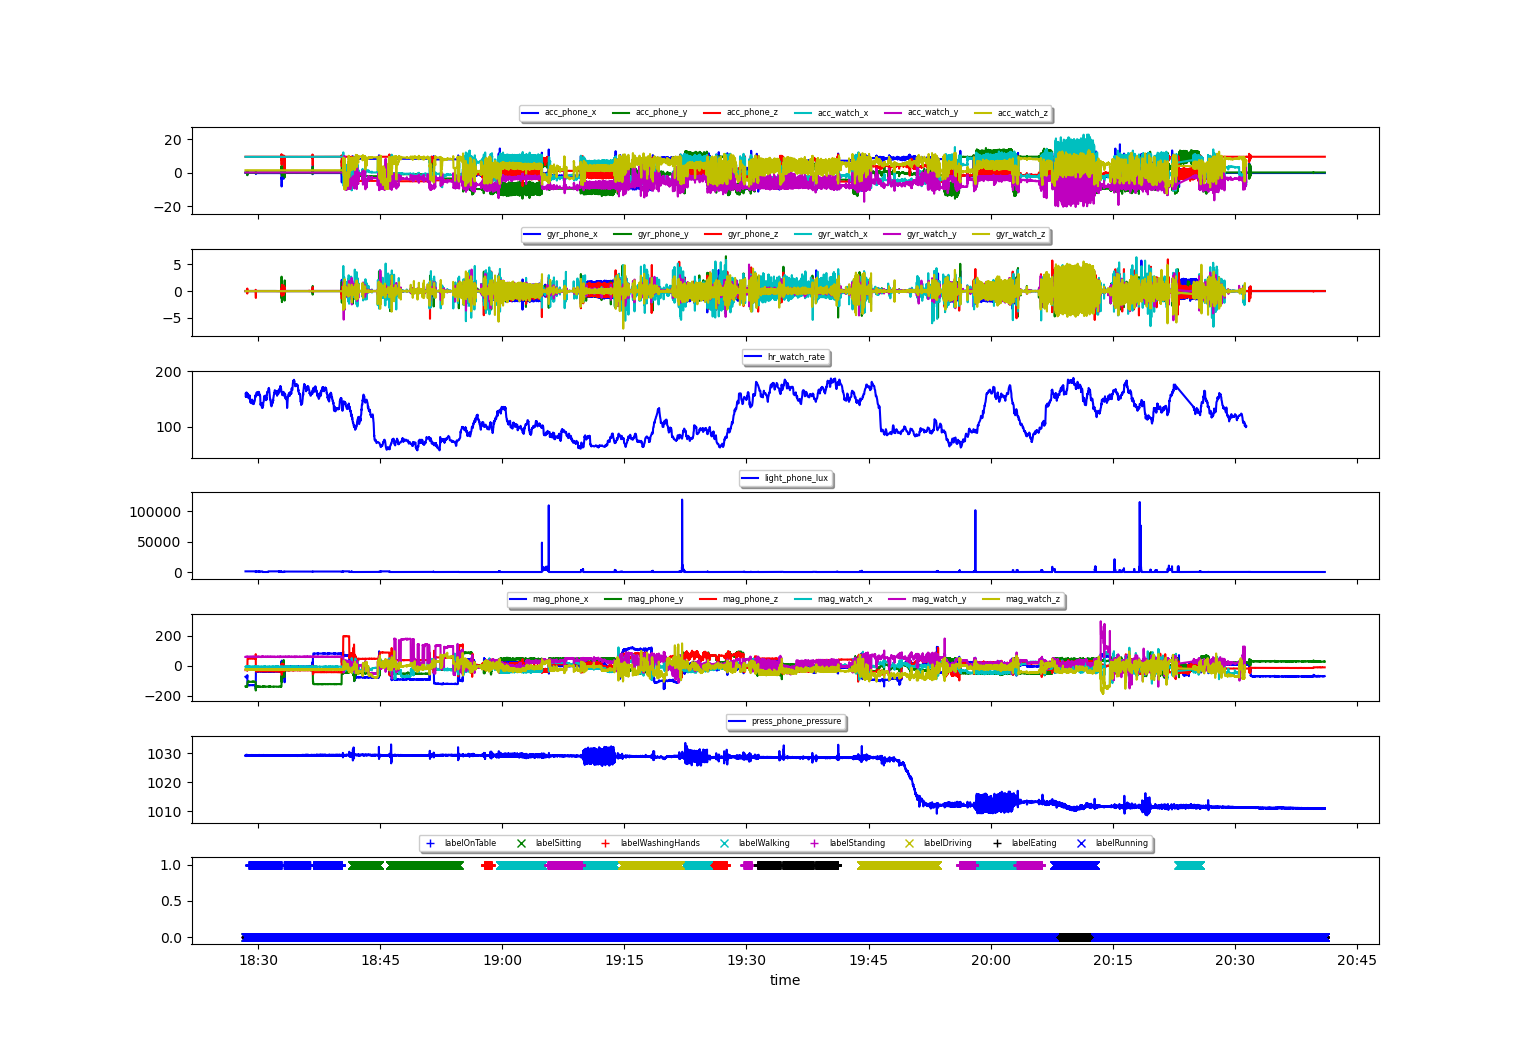 acc_phone_x acc_phone_y acc_phone_z acc_watch_x acc_watch_y acc_watch_z
20
0
−20
gyr_phone_x gyr_phone_y gyr_phone_z gyr_watch_x gyr_watch_y gyr_watch_z
5
0
−5
hr_watch_rate
200
100
light_phone_lux
100000
50000
0
mag_phone_x mag_phone_y mag_phone_z mag_watch_x mag_watch_y mag_watch_z
200
0
−200
press_phone_pressure
1030
1020
1010
labelOnTable labelSitting labelWashingHands labelWalking labelStanding labelDriving labelEating labelRunning
1.0
0.5
0.0
18:30 18:45 19:00 19:15 19:30 19:45 20:00 20:15 20:30 20:45
time